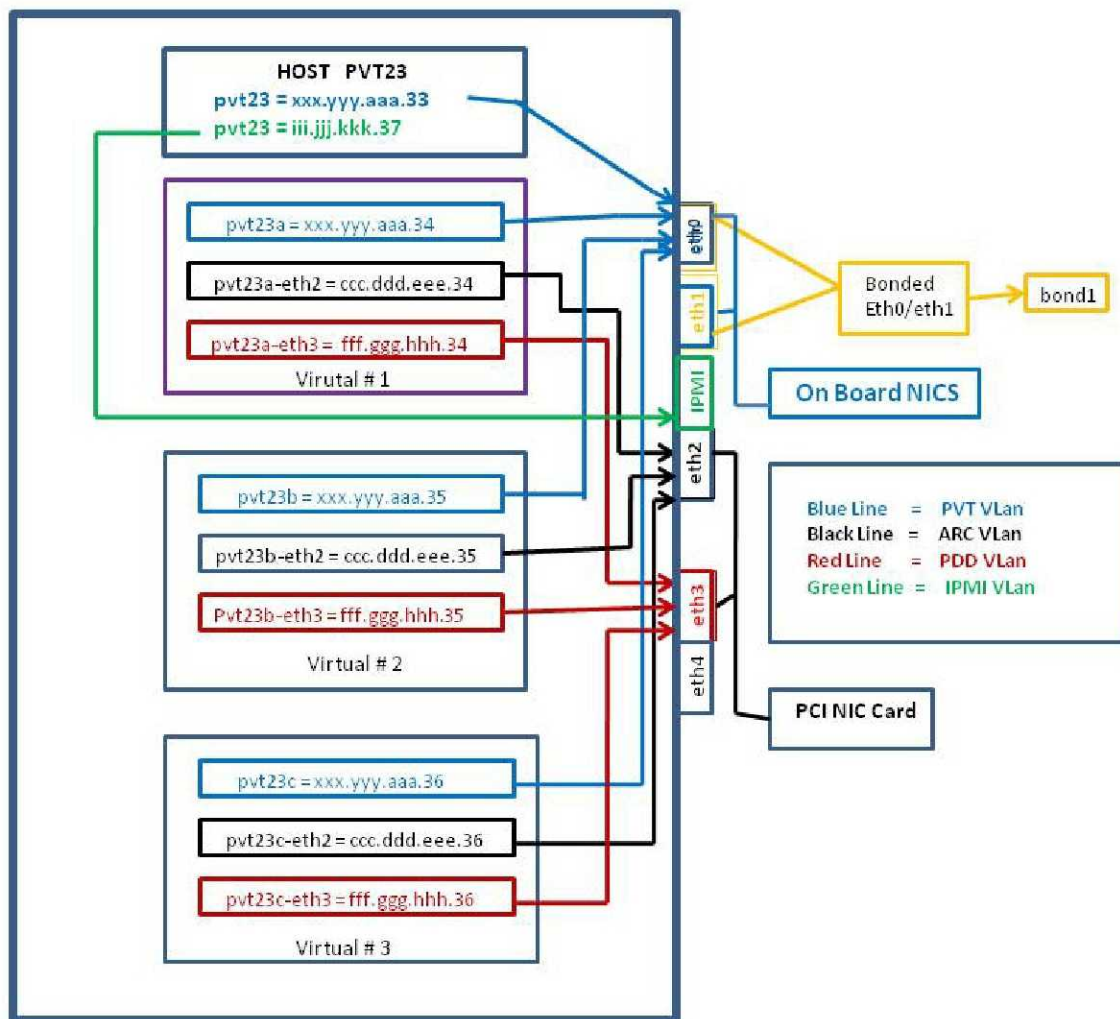 HOST PVT23
pvt23 = xxx.yyy.aaa.33
pvt23 = iii.jjj.kkk.37
pvt23a = xxx.yyy.aaa.34
pvt23a-eth2 = ccc.ddd.eee.34
pvt23a-eth3 = fff.ggg.hhh.34
Virutal # 1
pvt23b = xxx.yyy.aaa.35
pvt23b-eth2 = ccc.ddd.eee.35
Pvt23b-eth3 = fff.ggg.hhh.35
Virtual # 2
pvt23c = xxx.yyy.aaa.36
pvt23c-eth2 = ccc.ddd.eee.36
pvt23c-eth3 = fff.ggg.hhh.36
Virtual # 3
eth0
eth1
IPMI
eth2
eth3
eth4
Bonded
Eth0/eth1
bond1
On Board NICS
Blue Line = PVT VLan
Black Line = ARC VLan
Red Line = PDD VLan
Green Line = IPMI VLan
PCI NIC Card